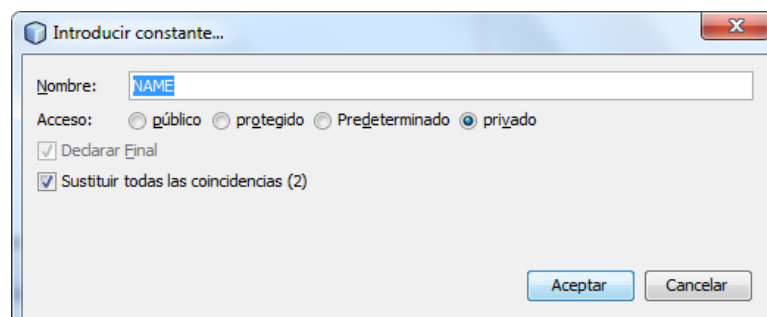 Introducir constante...
Nombre: NAME
Acceso: público protegido Predeterminado privado
Declarar Final
Sustituir todas las coincidencias (2)
Aceptar Cancelar